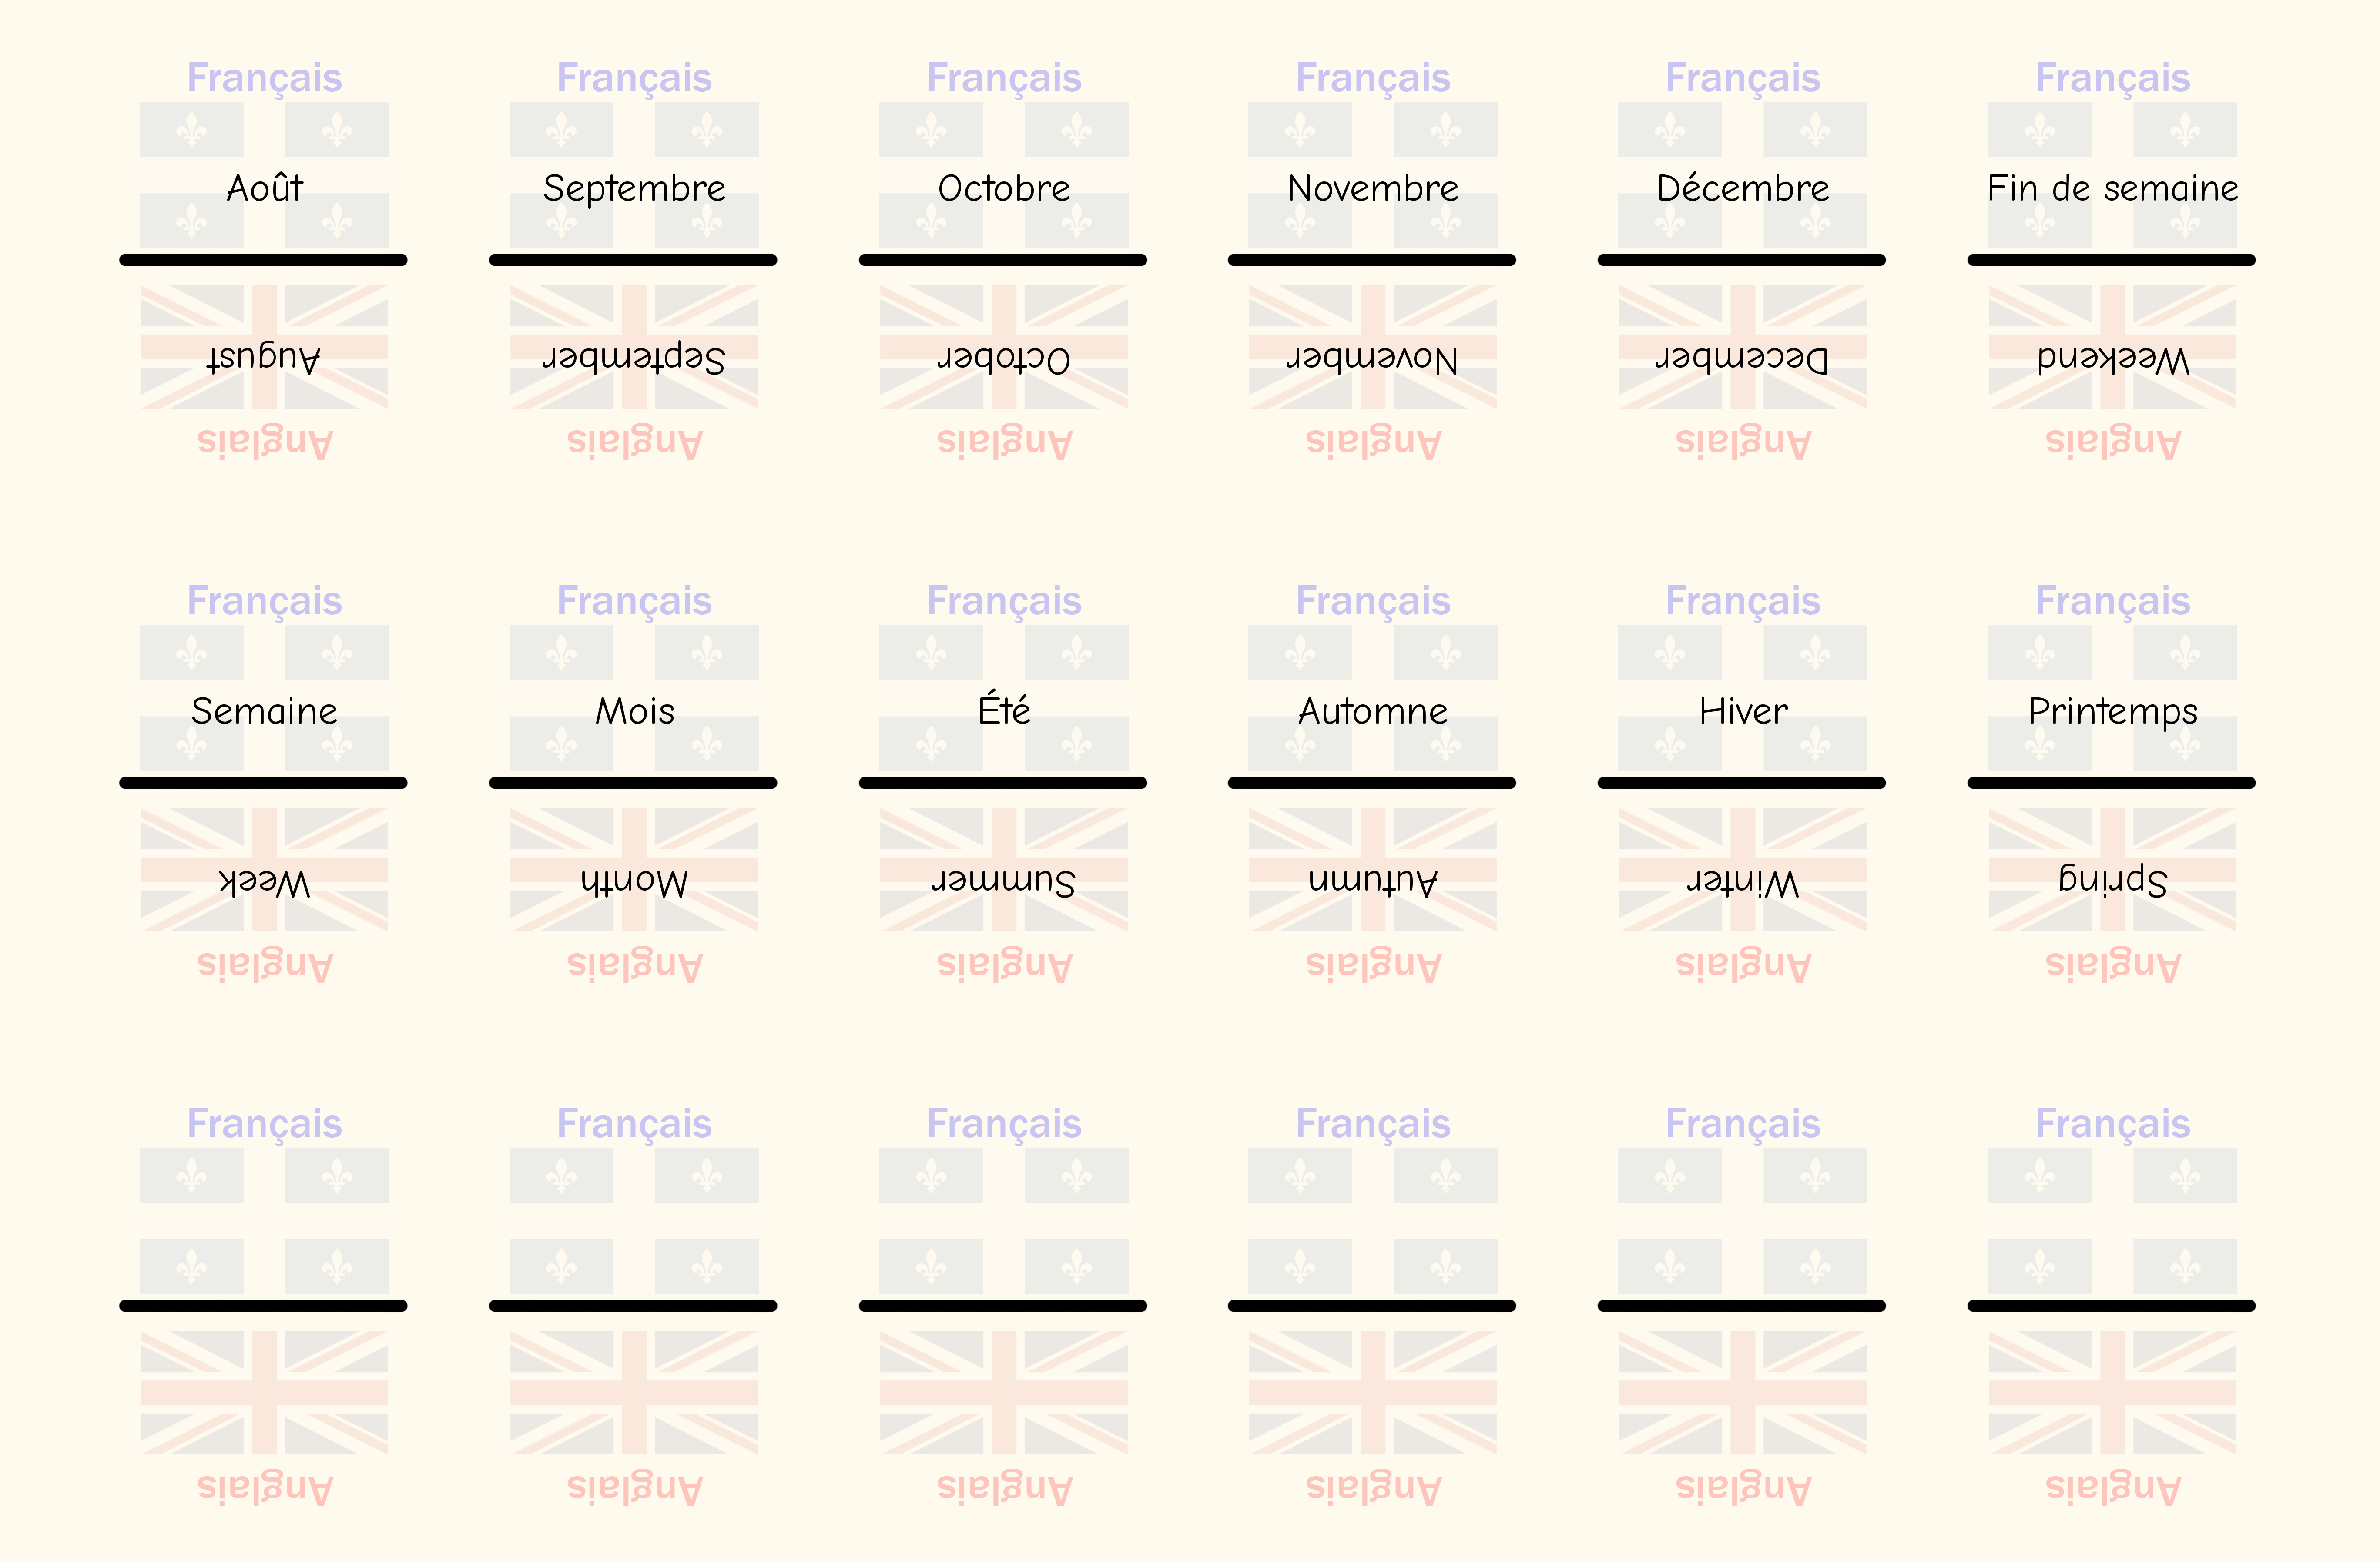 Français Français Français Français Français Français
Août Septembre Octobre Novembre Décembre Fin de semaine
August September October November December Weekend
Anglais Anglais Anglais Anglais Anglais Anglais
Français Français Français Français Français Français
Semaine Mois Été Automne Hiver Printemps
Week Month Summer Autumn Winter Spring
Anglais Anglais Anglais Anglais Anglais Anglais
Français Français Français Français Français Français
Anglais Anglais Anglais Anglais Anglais Anglais